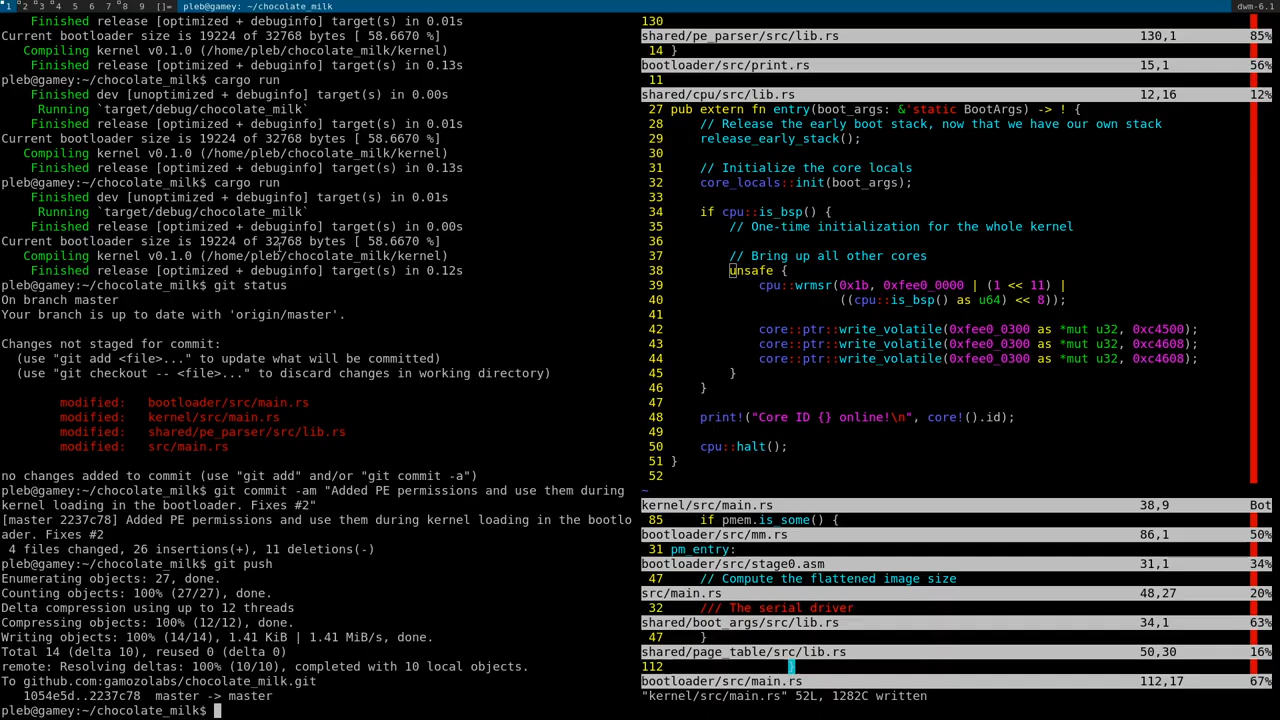 1 2 3 4 5 6 7 8 9 []= pleb@gamey: ~/chocolate_milk dwm-6.1
Finished release [optimized + debuginfo] target(s) in 0.01s
Current bootloader size is 19224 of 32768 bytes [ 58.6670 %]
Compiling kernel v0.1.0 (/home/pleb/chocolate_milk/kernel)
Finished release [optimized + debuginfo] target(s) in 0.13s
pleb@gamey:~/chocolate_milk$ cargo run
Finished dev [unoptimized + debuginfo] target(s) in 0.00s
Running `target/debug/chocolate_milk`
Finished release [optimized + debuginfo] target(s) in 0.01s
Current bootloader size is 19224 of 32768 bytes [ 58.6670 %]
Compiling kernel v0.1.0 (/home/pleb/chocolate_milk/kernel)
Finished release [optimized + debuginfo] target(s) in 0.13s
pleb@gamey:~/chocolate_milk$ cargo run
Finished dev [unoptimized + debuginfo] target(s) in 0.01s
Running `target/debug/chocolate_milk`
Finished release [optimized + debuginfo] target(s) in 0.00s
Current bootloader size is 19224 of 32768 bytes [ 58.6670 %]
Compiling kernel v0.1.0 (/home/pleb/chocolate_milk/kernel)
Finished release [optimized + debuginfo] target(s) in 0.12s
pleb@gamey:~/chocolate_milk$ git status
On branch master
Your branch is up to date with 'origin/master'.
Changes not staged for commit:
(use "git add <file>..." to update what will be committed)
(use "git checkout -- <file>..." to discard changes in working directory)
modified: bootloader/src/main.rs
modified: kernel/src/main.rs
modified: shared/pe_parser/src/lib.rs
modified: src/main.rs
no changes added to commit (use "git add" and/or "git commit -a")
pleb@gamey:~/chocolate_milk$ git commit -am "Added PE permissions and use them during
kernel loading in the bootloader. Fixes #2"
[master 2237c78] Added PE permissions and use them during kernel loading in the bootlo
ader. Fixes #2
4 files changed, 26 insertions(+), 11 deletions(-)
pleb@gamey:~/chocolate_milk$ git push
Enumerating objects: 27, done.
Counting objects: 100% (27/27), done.
Delta compression using up to 12 threads
Compressing objects: 100% (12/12), done.
Writing objects: 100% (14/14), 1.41 KiB | 1.41 MiB/s, done.
Total 14 (delta 10), reused 0 (delta 0)
remote: Resolving deltas: 100% (10/10), completed with 10 local objects.
To github.com:gamozolabs/chocolate_milk.git
1054e5d..2237c78 master -> master
pleb@gamey:~/chocolate_milk$
130
shared/pe_parser/src/lib.rs 130,1 85%
14 }
bootloader/src/print.rs 15,1 56%
11
shared/cpu/src/lib.rs 12,16 12%
27 pub extern fn entry(boot_args: &'static BootArgs) -> ! {
28 // Release the early boot stack, now that we have our own stack
29 release_early_stack();
30
31 // Initialize the core locals
32 core_locals::init(boot_args);
33
34 if cpu::is_bsp() {
35 // One-time initialization for the whole kernel
36
37 // Bring up all other cores
38 unsafe {
39 cpu::wrmsr(0x1b, 0xfee0_0000 | (1 << 11) |
40 ((cpu::is_bsp() as u64) << 8));
41
42 core::ptr::write_volatile(0xfee0_0300 as *mut u32, 0xc4500);
43 core::ptr::write_volatile(0xfee0_0300 as *mut u32, 0xc4608);
44 core::ptr::write_volatile(0xfee0_0300 as *mut u32, 0xc4608);
45 }
46 }
47
48 print!("Core ID {} online!\n", core!().id);
49
50 cpu::halt();
51 }
52
~
kernel/src/main.rs 38,9 Bot
85 if pmem.is_some() {
bootloader/src/mm.rs 86,1 50%
31 pm_entry:
bootloader/src/stage0.asm 31,1 34%
47 // Compute the flattened image size
src/main.rs 48,27 20%
32 /// The serial driver
shared/boot_args/src/lib.rs 34,1 63%
47 }
shared/page_table/src/lib.rs 50,30 16%
112 }
bootloader/src/main.rs 112,17 67%
"kernel/src/main.rs" 52L, 1282C written